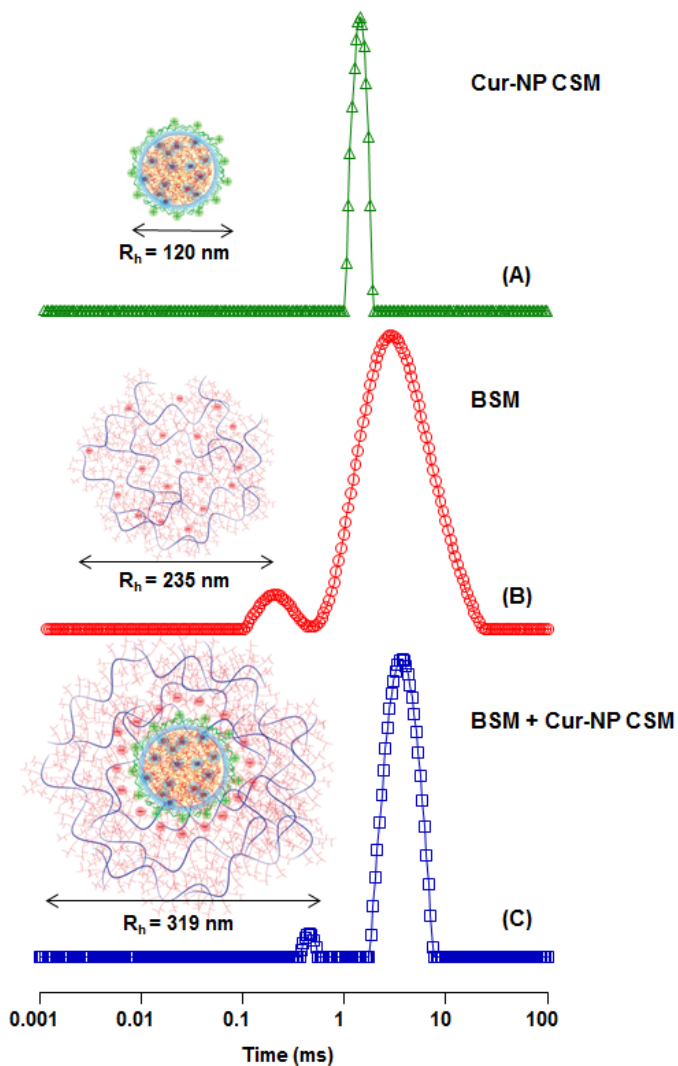 Cur-NP CSM
Rh = 120 nm
(A)
BSM
Rh = 235 nm
(B)
BSM + Cur-NP CSM
Rh = 319 nm
(C)
0.001 0.01 0.1 1 10 100
Time (ms)